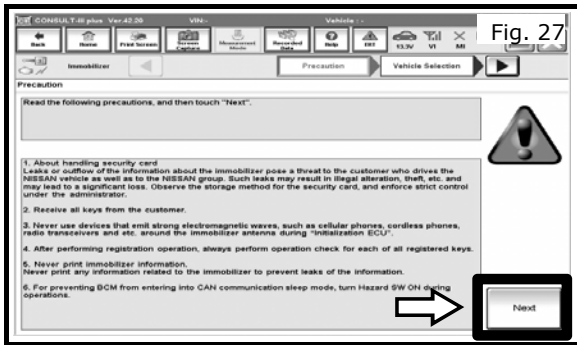 CONSULT-III plus Ver.42.20 VIN:- Vehicle : -
Fig. 27
Back Home Print Screen Screen Capture Measurement Mode Recorded Data Help ERT 13.3V VI MI
Immobilizer Precaution Vehicle Selection
Precaution
Read the following precautions, and then touch "Next".
1. About handling security card
Leaks or outflow of the information about the immobilizer pose a threat to the customer who drives the
NISSAN vehicle as well as to the NISSAN group. Such leaks may result in illegal alteration, theft, etc. and
may lead to a significant loss. Observe the storage method for the security card, and enforce strict control
under the administrator.
2. Receive all keys from the customer.
3. Never use devices that emit strong electromagnetic waves, such as cellular phones, cordless phones,
radio transceivers and etc. around the immobilizer antenna during "Initialization ECU".
4. After performing registration operation, always perform operation check for each of all registered keys.
5. Never print immobilizer information.
Never print any information related to the immobilizer to prevent leaks of the information.
6. For preventing BCM from entering into CAN communication sleep mode, turn Hazard SW ON during
operations.
Next